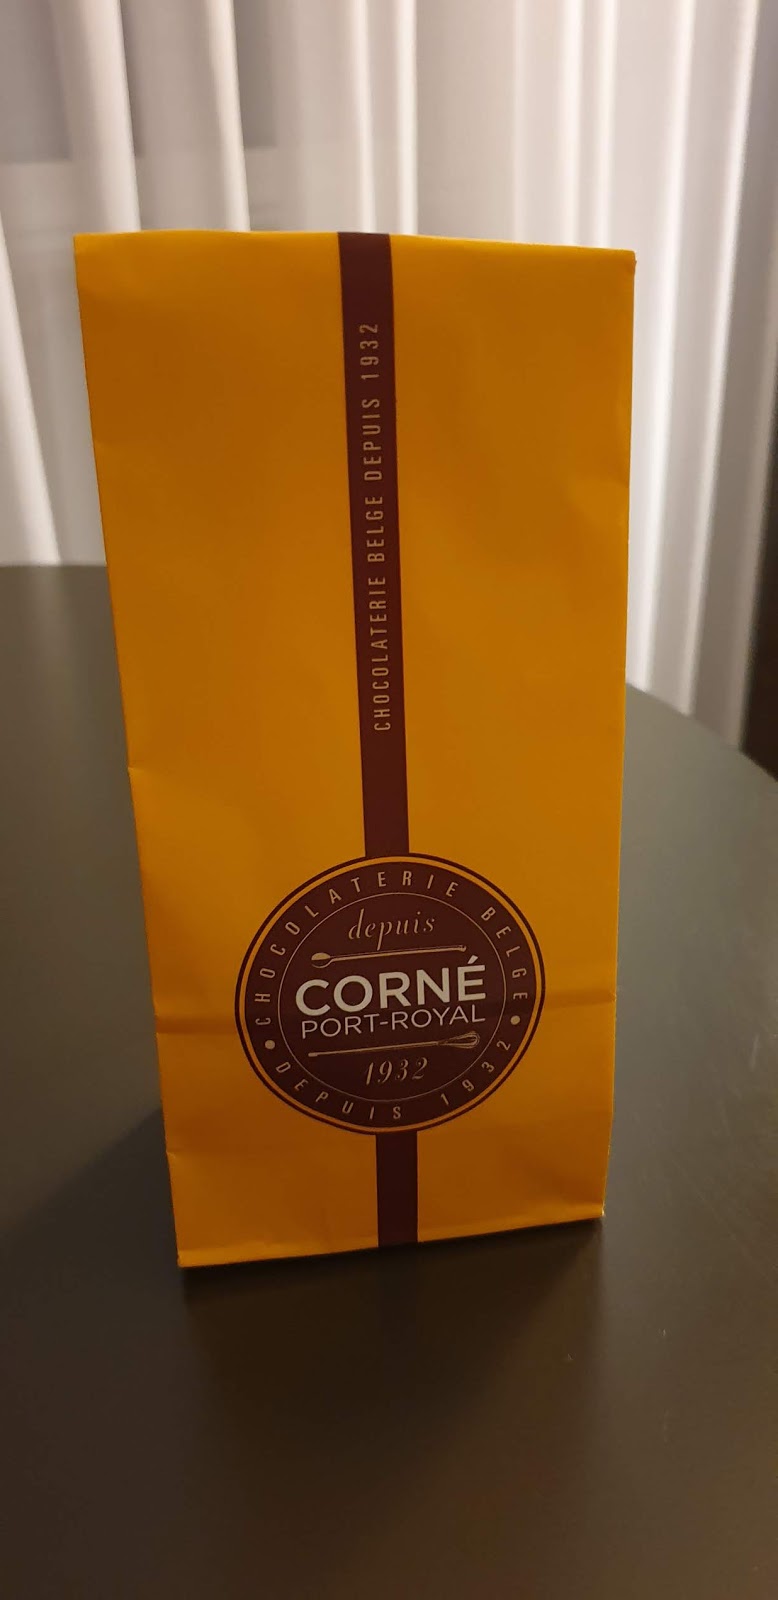 CHOCOLATERIE BELGE DEPUIS 1932
CHOCOLATERIE BELGE
depuis
CORNÉ
PORT-ROYAL
1932
• DEPUIS 1932 •